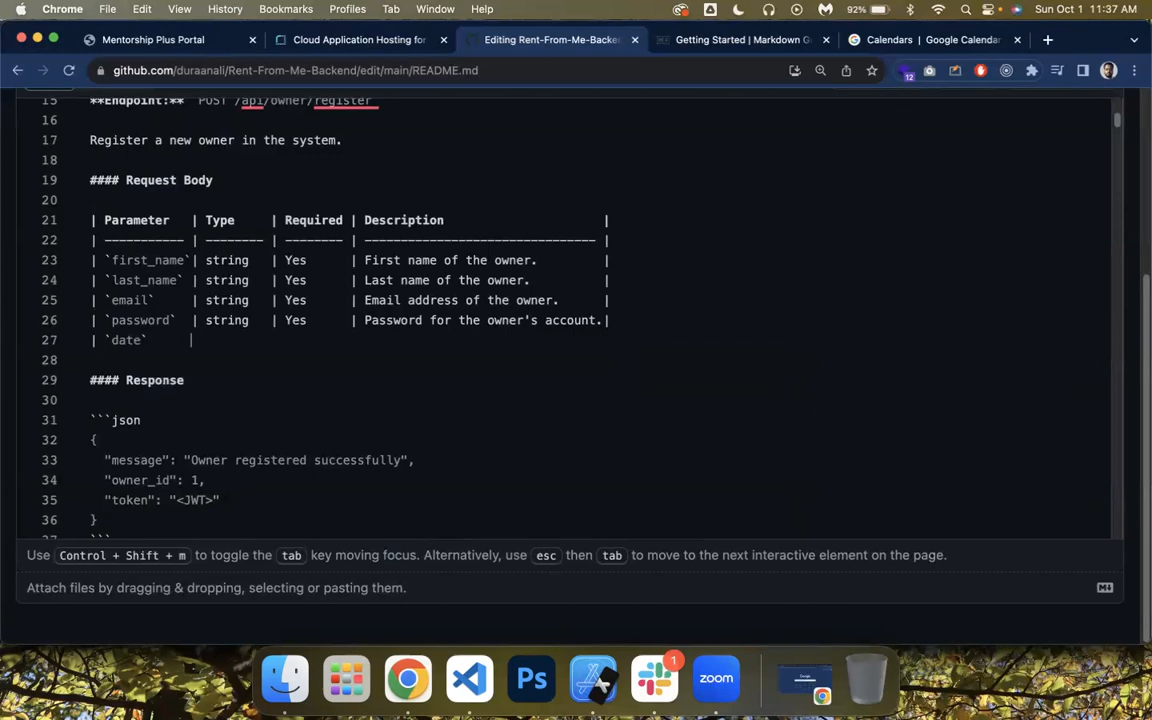 Chrome File Edit View History Bookmarks Profiles Tab Window Help 92% Sun Oct 1 11:37 AM
Mentorship Plus Portal Cloud Application Hosting for Editing Rent-From-Me-Backe Getting Started | Markdown G Calendars | Google Calendar
github.com/duraanali/Rent-From-Me-Backend/edit/main/README.md 12
15 **Endpoint:** POST /api/owner/register
16
17 Register a new owner in the system.
18
19 #### Request Body
20
21 | Parameter | Type | Required | Description |
22 | ----------- | -------- | -------- | -------------------------------- |
23 | `first_name`| string | Yes | First name of the owner. |
24 | `last_name` | string | Yes | Last name of the owner. |
25 | `email` | string | Yes | Email address of the owner. |
26 | `password` | string | Yes | Password for the owner's account.|
27 | `date`
28
29 #### Response
30
31 ```json
32 {
33 "message": "Owner registered successfully",
34 "owner_id": 1,
35 "token": "<JWT>"
36 }
37 ```
Use Control + Shift + m to toggle the tab key moving focus. Alternatively, use esc then tab to move to the next interactive element on the page.
Attach files by dragging & dropping, selecting or pasting them.
Ps 1 zoom